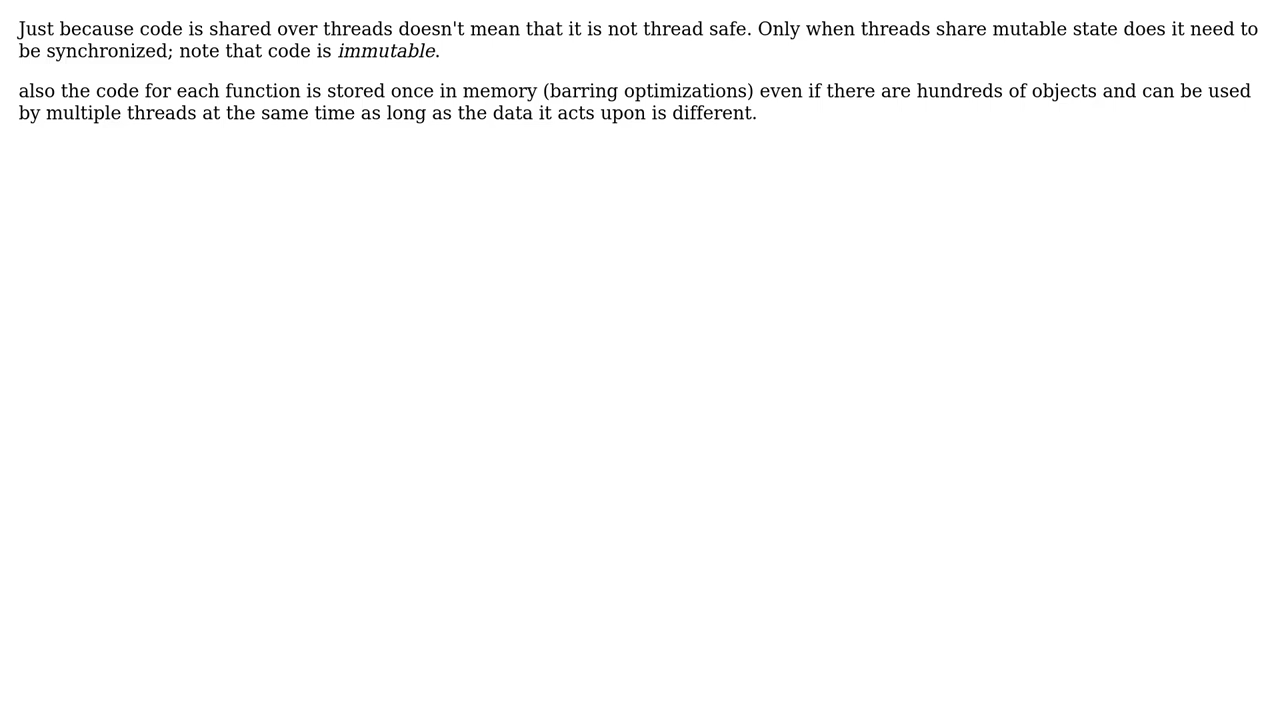 Just because code is shared over threads doesn't mean that it is not thread safe. Only when threads share mutable state does it need to
be synchronized; note that code is immutable.
also the code for each function is stored once in memory (barring optimizations) even if there are hundreds of objects and can be used
by multiple threads at the same time as long as the data it acts upon is different.